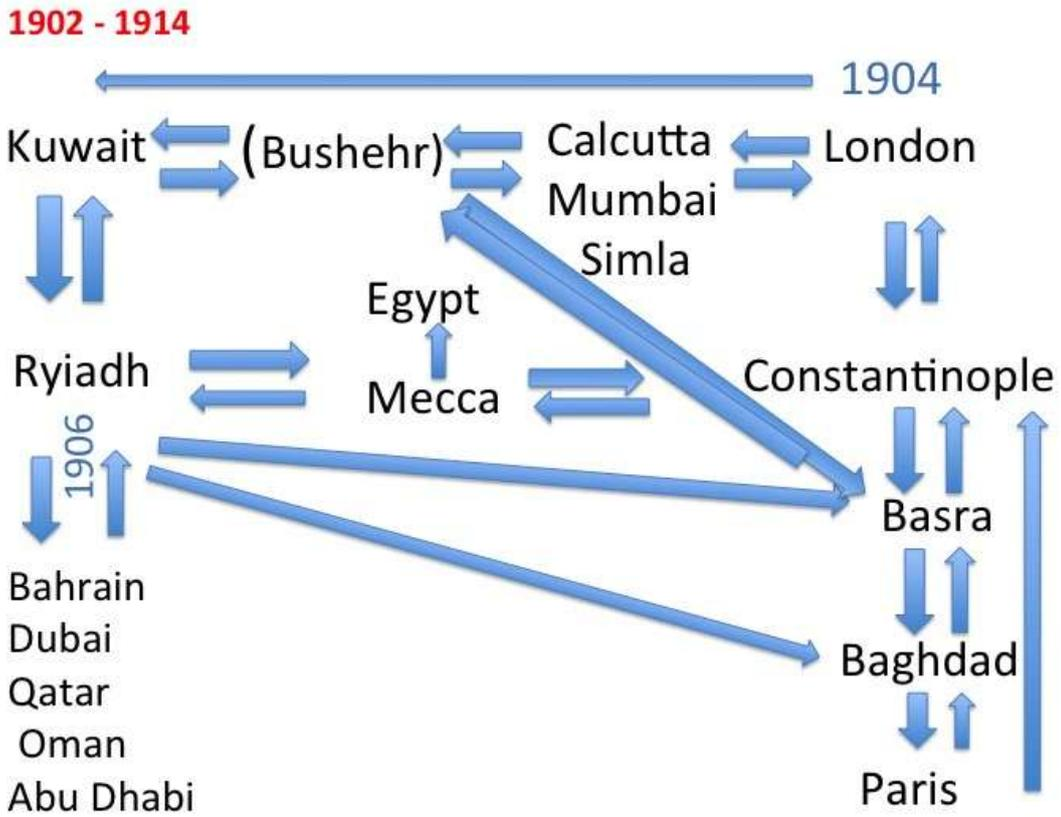 1902 - 1914
1904
Kuwait
(Bushehr)
Calcutta
Mumbai
Simla
London
Egypt
Ryiadh
Mecca
Constantinople
1906
Basra
Bahrain
Dubai
Qatar
Oman
Abu Dhabi
Baghdad
Paris